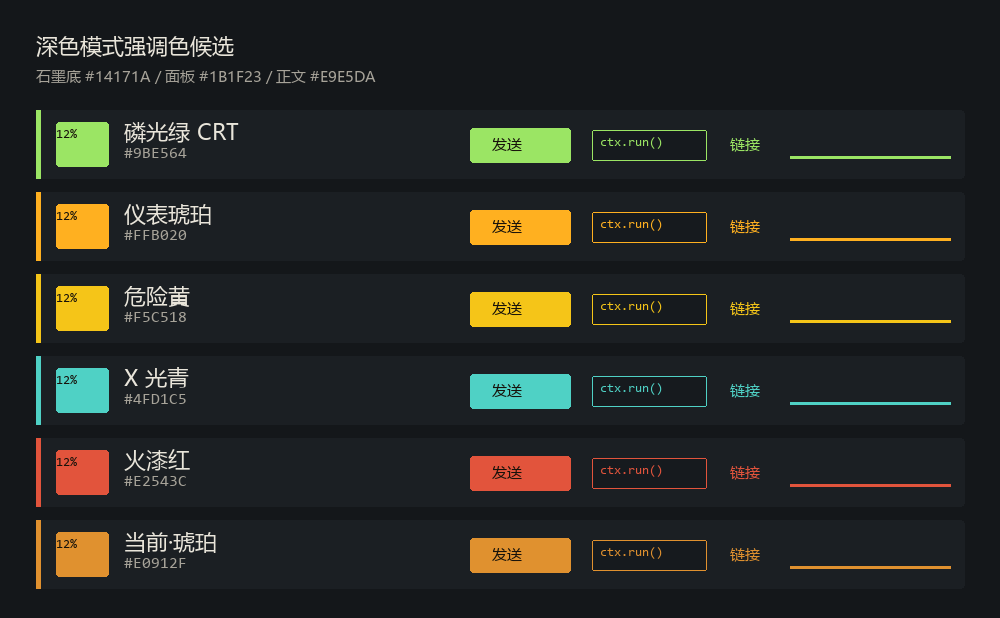 深色模式强调色候选
石墨底 #14171A / 面板 #1B1F23 / 正文 #E9E5DA
12% 磷光绿 CRT 发送 ctx.run() 链接
#9BE564
12% 仪表琥珀 发送 ctx.run() 链接
#FFB020
12% 危险黄 发送 ctx.run() 链接
#F5C518
12% X 光青 发送 ctx.run() 链接
#4FD1C5
12% 火漆红 发送 ctx.run() 链接
#E2543C
12% 当前·琥珀 发送 ctx.run() 链接
#E0912F